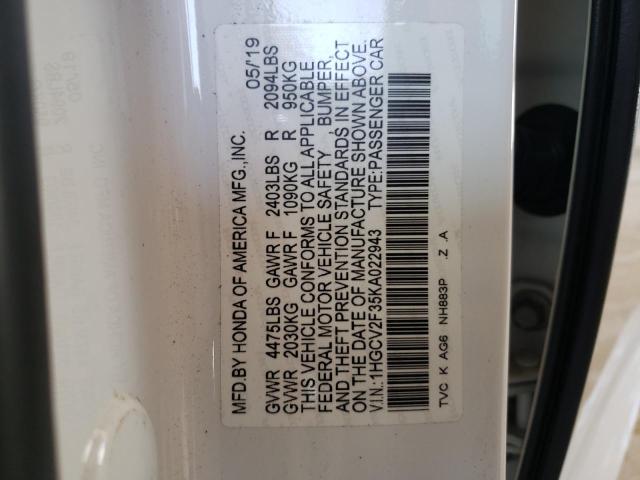 MFD.BY HONDA OF AMERICA MFG.,INC. 05/'19
GVWR 4475LBS GAWR F 2403LBS R 2094LBS
GVWR 2030KG GAWR F 1090KG R 950KG
THIS VEHICLE CONFORMS TO ALL APPLICABLE
FEDERAL MOTOR VEHICLE SAFETY, BUMPER,
AND THEFT PREVENTION STANDARDS IN EFFECT
ON THE DATE OF MANUFACTURE SHOWN ABOVE.
V.I.N.:1HGCV2F35KA022943 TYPE:PASSENGER CAR
TVC K AG6 NH883P .Z .A